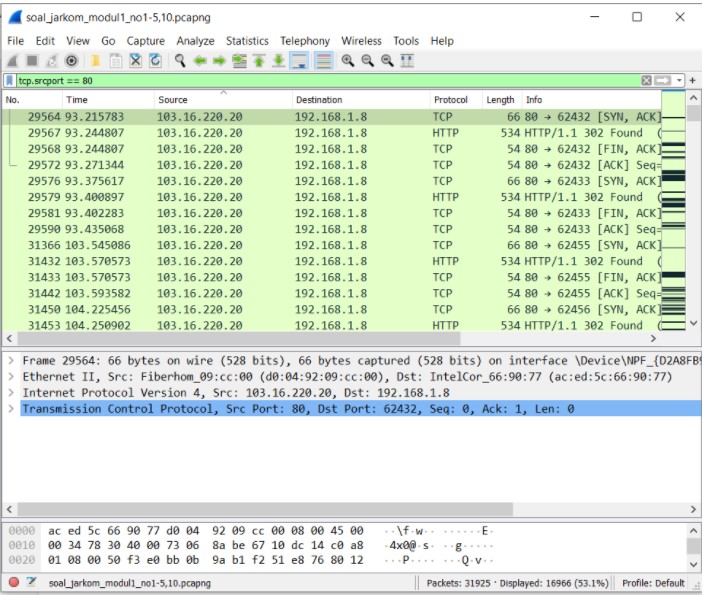 soal_jarkom_modul1_no1-5,10.pcapng
File Edit View Go Capture Analyze Statistics Telephony Wireless Tools Help
tcp.srcport == 80
No. Time Source Destination Protocol Length Info
29564 93.215783 103.16.220.20 192.168.1.8 TCP 66 80 → 62432 [SYN, ACK]
29567 93.244807 103.16.220.20 192.168.1.8 HTTP 534 HTTP/1.1 302 Found (
29568 93.244807 103.16.220.20 192.168.1.8 TCP 54 80 → 62432 [FIN, ACK]
29572 93.271344 103.16.220.20 192.168.1.8 TCP 54 80 → 62432 [ACK] Seq=
29576 93.375617 103.16.220.20 192.168.1.8 TCP 66 80 → 62433 [SYN, ACK]
29579 93.400897 103.16.220.20 192.168.1.8 HTTP 534 HTTP/1.1 302 Found (
29581 93.402283 103.16.220.20 192.168.1.8 TCP 54 80 → 62433 [FIN, ACK]
29590 93.435068 103.16.220.20 192.168.1.8 TCP 54 80 → 62433 [ACK] Seq=
31366 103.545086 103.16.220.20 192.168.1.8 TCP 66 80 → 62455 [SYN, ACK]
31432 103.570573 103.16.220.20 192.168.1.8 HTTP 534 HTTP/1.1 302 Found (
31433 103.570573 103.16.220.20 192.168.1.8 TCP 54 80 → 62455 [FIN, ACK]
31442 103.593582 103.16.220.20 192.168.1.8 TCP 54 80 → 62455 [ACK] Seq=
31450 104.225456 103.16.220.20 192.168.1.8 TCP 66 80 → 62456 [SYN, ACK]
31453 104.250902 103.16.220.20 192.168.1.8 HTTP 534 HTTP/1.1 302 Found (
> Frame 29564: 66 bytes on wire (528 bits), 66 bytes captured (528 bits) on interface \Device\NPF_{D2A8FB9
> Ethernet II, Src: Fiberhom_09:cc:00 (d0:04:92:09:cc:00), Dst: IntelCor_66:90:77 (ac:ed:5c:66:90:77)
> Internet Protocol Version 4, Src: 103.16.220.20, Dst: 192.168.1.8
> Transmission Control Protocol, Src Port: 80, Dst Port: 62432, Seq: 0, Ack: 1, Len: 0
0000 ac ed 5c 66 90 77 d0 04 92 09 cc 00 08 00 45 00 ··\f·w·· ······E·
0010 00 34 78 30 40 00 73 06 8a be 67 10 dc 14 c0 a8 ·4x0@·s· ··g·····
0020 01 08 00 50 f3 e0 bb 0b 9a b1 f2 51 e8 76 80 12 ···P···· ···Q·v··
soal_jarkom_modul1_no1-5,10.pcapng Packets: 31925 · Displayed: 16966 (53.1%) Profile: Default